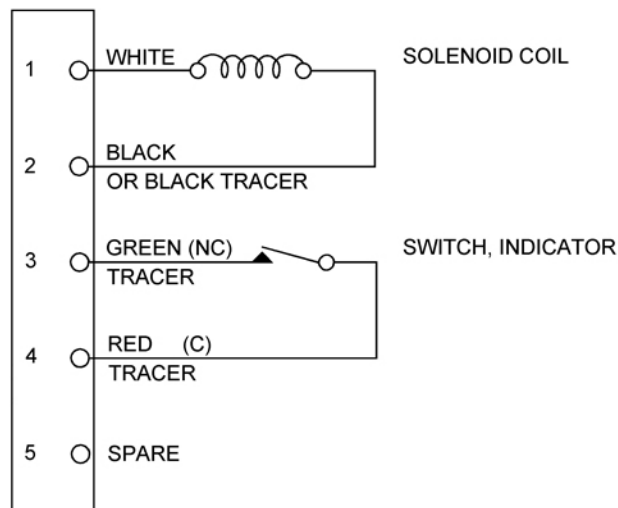 1 WHITE SOLENOID COIL
2 BLACK
OR BLACK TRACER
3 GREEN (NC) SWITCH, INDICATOR
TRACER
4 RED (C)
TRACER
5 SPARE